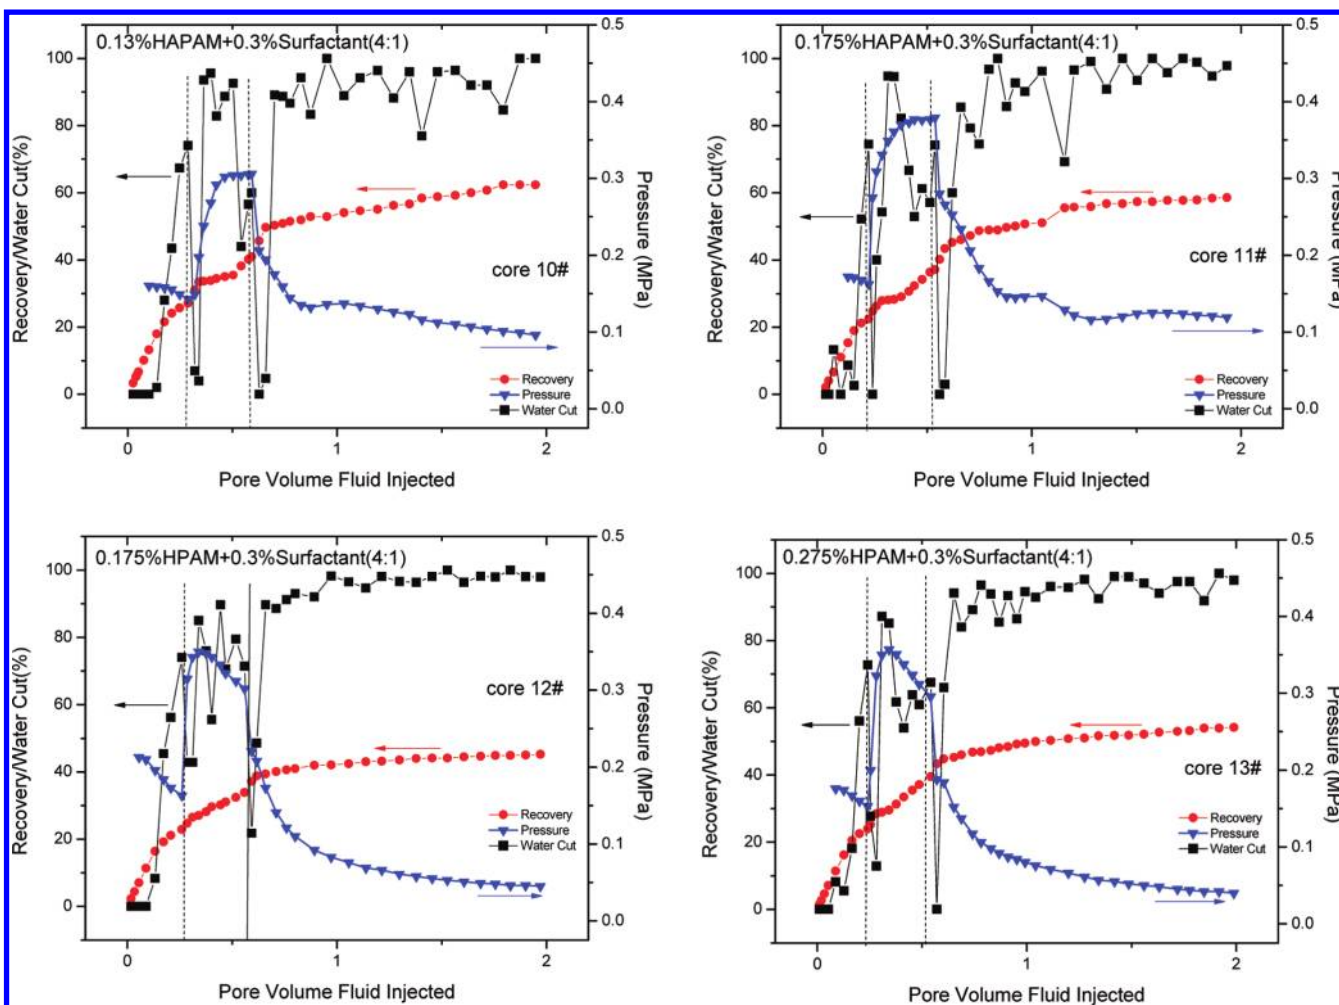 0.13%HAPAM+0.3%Surfactant(4:1)
Recovery/Water Cut(%)
100
80
60
40
20
0
0.5
0.4
0.3
0.2
0.1
0.0
Pressure (MPa)
core 10#
Recovery
Pressure
Water Cut
0
1
2
Pore Volume Fluid Injected
0.175%HAPAM+0.3%Surfactant(4:1)
Recovery/Water Cut(%)
100
80
60
40
20
0
0.5
0.4
0.3
0.2
0.1
0.0
Pressure (MPa)
core 11#
Recovery
Pressure
Water Cut
0
1
2
Pore Volume Fluid Injected
0.175%HPAM+0.3%Surfactant(4:1)
Recovery/Water Cut(%)
100
80
60
40
20
0
0.5
0.4
0.3
0.2
0.1
0.0
Pressure (MPa)
core 12#
Recovery
Pressure
Water Cut
0
1
2
Pore Volume Fluid Injected
0.275%HPAM+0.3%Surfactant(4:1)
Recovery/Water Cut(%)
100
80
60
40
20
0
0.5
0.4
0.3
0.2
0.1
0.0
Pressure (MPa)
core 13#
Recovery
Pressure
Water Cut
0
1
2
Pore Volume Fluid Injected